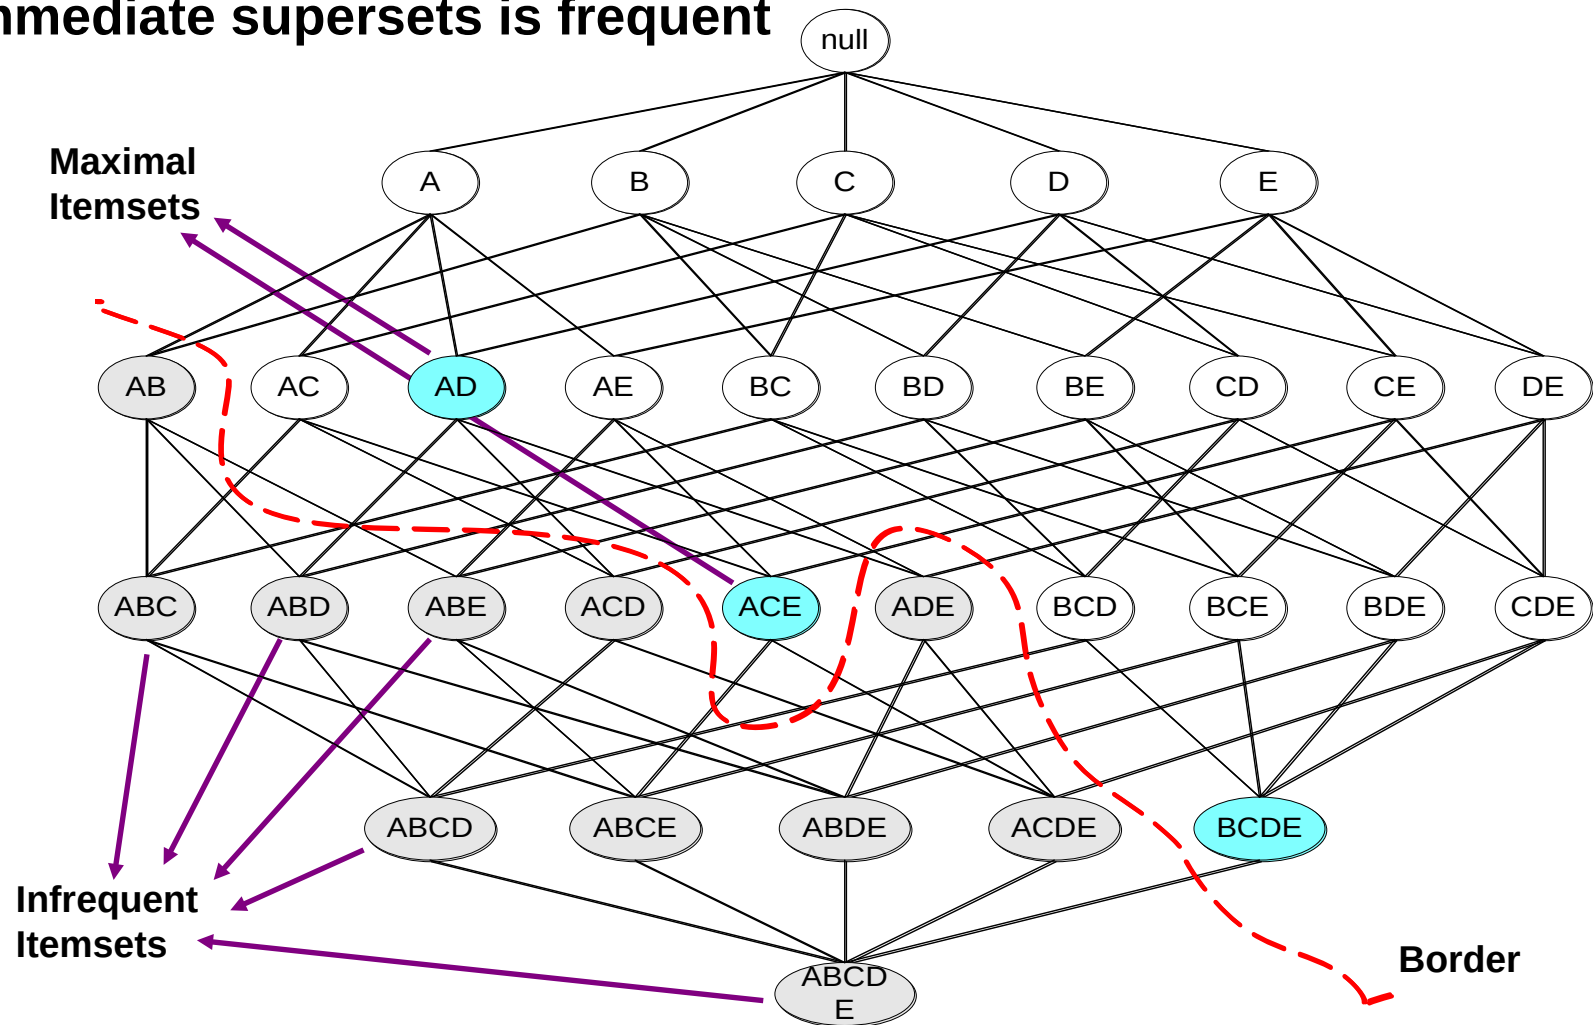 mmediate supersets is frequent
null
Maximal
Itemsets
A B C D E
AB AC AD AE BC BD BE CD CE DE
ABC ABD ABE ACD ACE ADE BCD BCE BDE CDE
ABCD ABCE ABDE ACDE BCDE
Infrequent
Itemsets
Border
ABCD
E